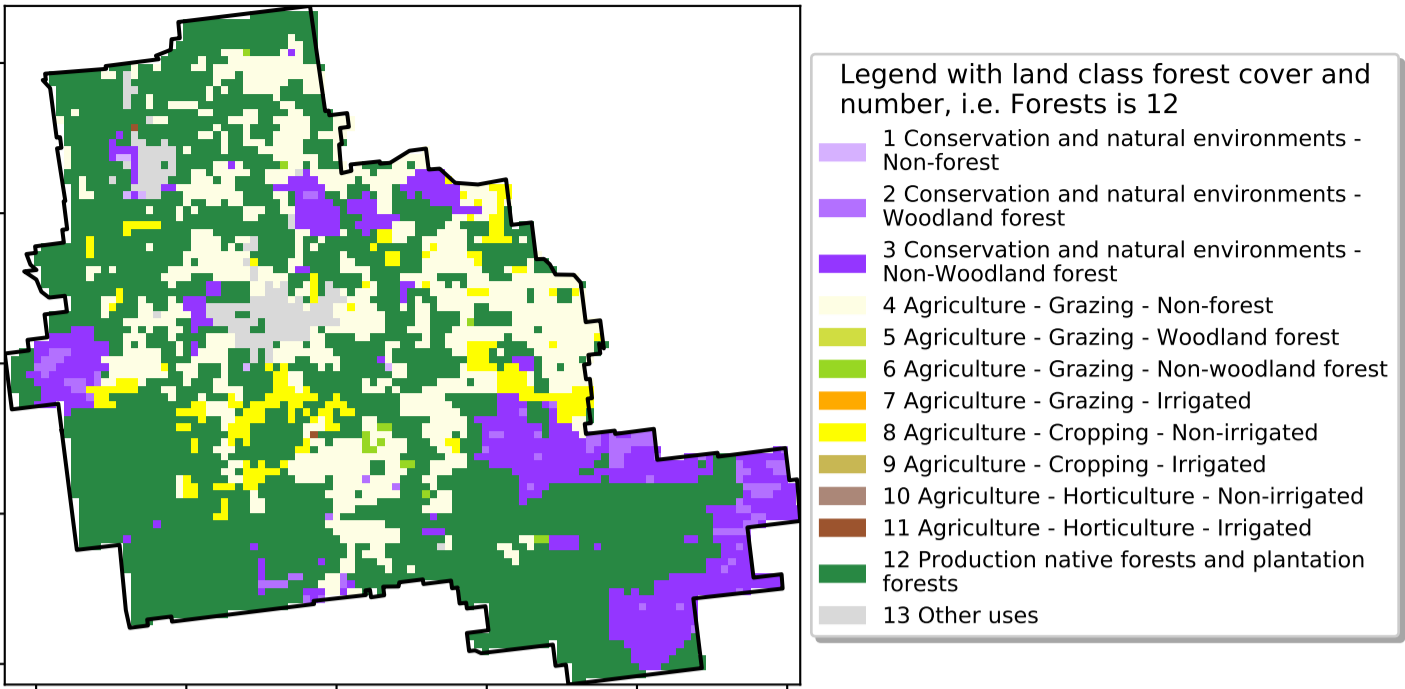 Legend with land class forest cover and
number, i.e. Forests is 12
1 Conservation and natural environments -
Non-forest
2 Conservation and natural environments -
Woodland forest
3 Conservation and natural environments -
Non-Woodland forest
4 Agriculture - Grazing - Non-forest
5 Agriculture - Grazing - Woodland forest
6 Agriculture - Grazing - Non-woodland forest
7 Agriculture - Grazing - Irrigated
8 Agriculture - Cropping - Non-irrigated
9 Agriculture - Cropping - Irrigated
10 Agriculture - Horticulture - Non-irrigated
11 Agriculture - Horticulture - Irrigated
12 Production native forests and plantation
forests
13 Other uses